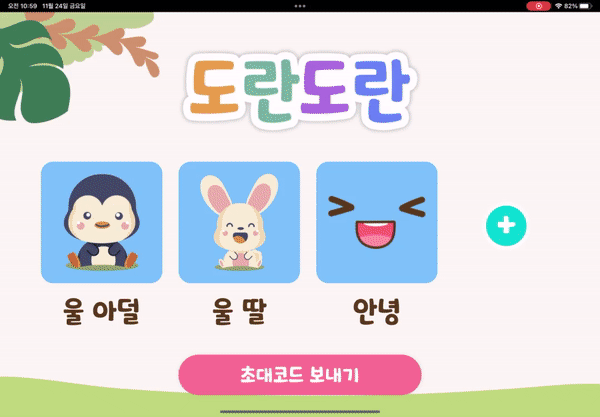 오전 10:59 11월 24일 금요일
82%
도란도란
울 아덜
울 딸
안녕
초대코드 보내기